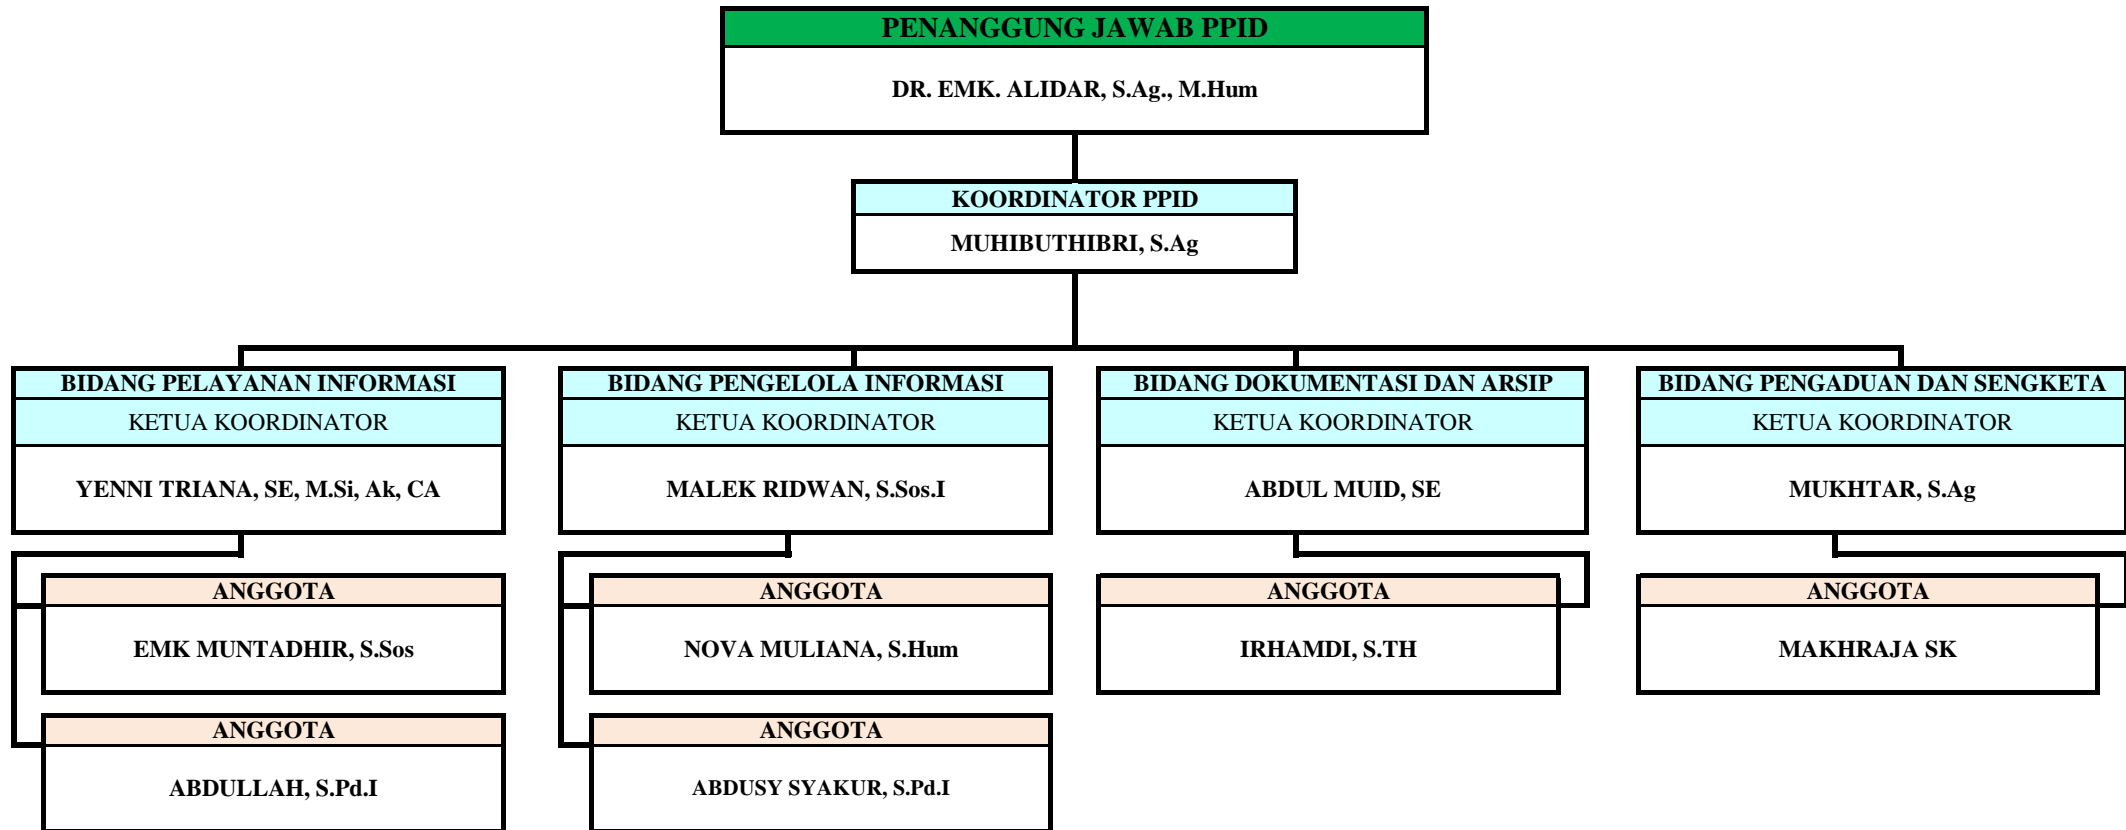 PENANGGUNG JAWAB PPID
DR. EMK. ALIDAR, S.Ag., M.Hum
KOORDINATOR PPID
MUHIBUTHIBRI, S.Ag
BIDANG PELAYANAN INFORMASI
KETUA KOORDINATOR
YENNI TRIANA, SE, M.Si, Ak, CA
ANGGOTA
EMK MUNTADHIR, S.Sos
ANGGOTA
ABDULLAH, S.Pd.I
BIDANG PENGELOLA INFORMASI
KETUA KOORDINATOR
MALEK RIDWAN, S.Sos.I
ANGGOTA
NOVA MULIANA, S.Hum
ANGGOTA
ABDUSY SYAKUR, S.Pd.I
BIDANG DOKUMENTASI DAN ARSIP
KETUA KOORDINATOR
ABDUL MUID, SE
ANGGOTA
IRHAMDI, S.TH
BIDANG PENGADUAN DAN SENGKETA
KETUA KOORDINATOR
MUKHTAR, S.Ag
ANGGOTA
MAKHRAJA SK